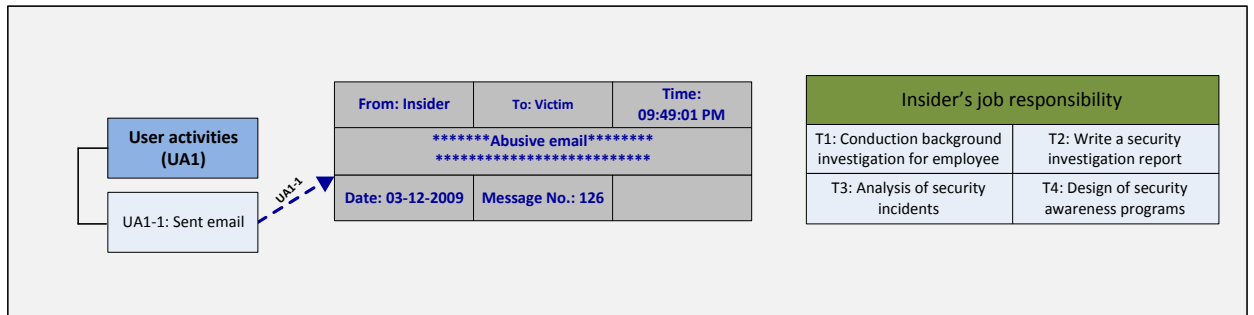 User activities
(UA1)
UA1-1: Sent email
UA1-1
From: Insider
To: Victim
Time:
09:49:01 PM
*******Abusive email********
**************************
Date: 03-12-2009
Message No.: 126
Insider’s job responsibility
T1: Conduction background
investigation for employee
T2: Write a security
investigation report
T3: Analysis of security
incidents
T4: Design of security
awareness programs